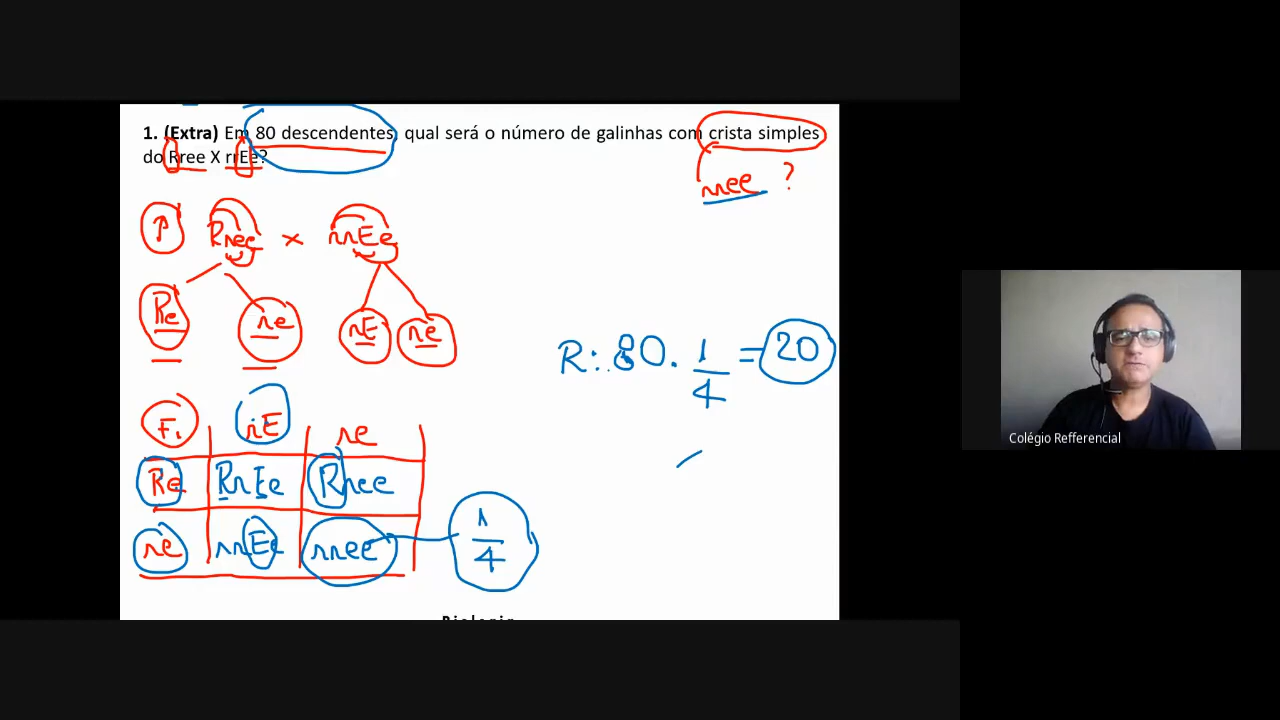 1. (Extra) Em 80 descendentes, qual será o número de galinhas com crista simples
do Rree X rrEe?
rree ?
P Rree x rrEe
Re re rE re
R: 80 . 1/4 = 20
F1 rE re
Re RrEe Rree
re rrEe rree 1/4
Colégio Refferencial